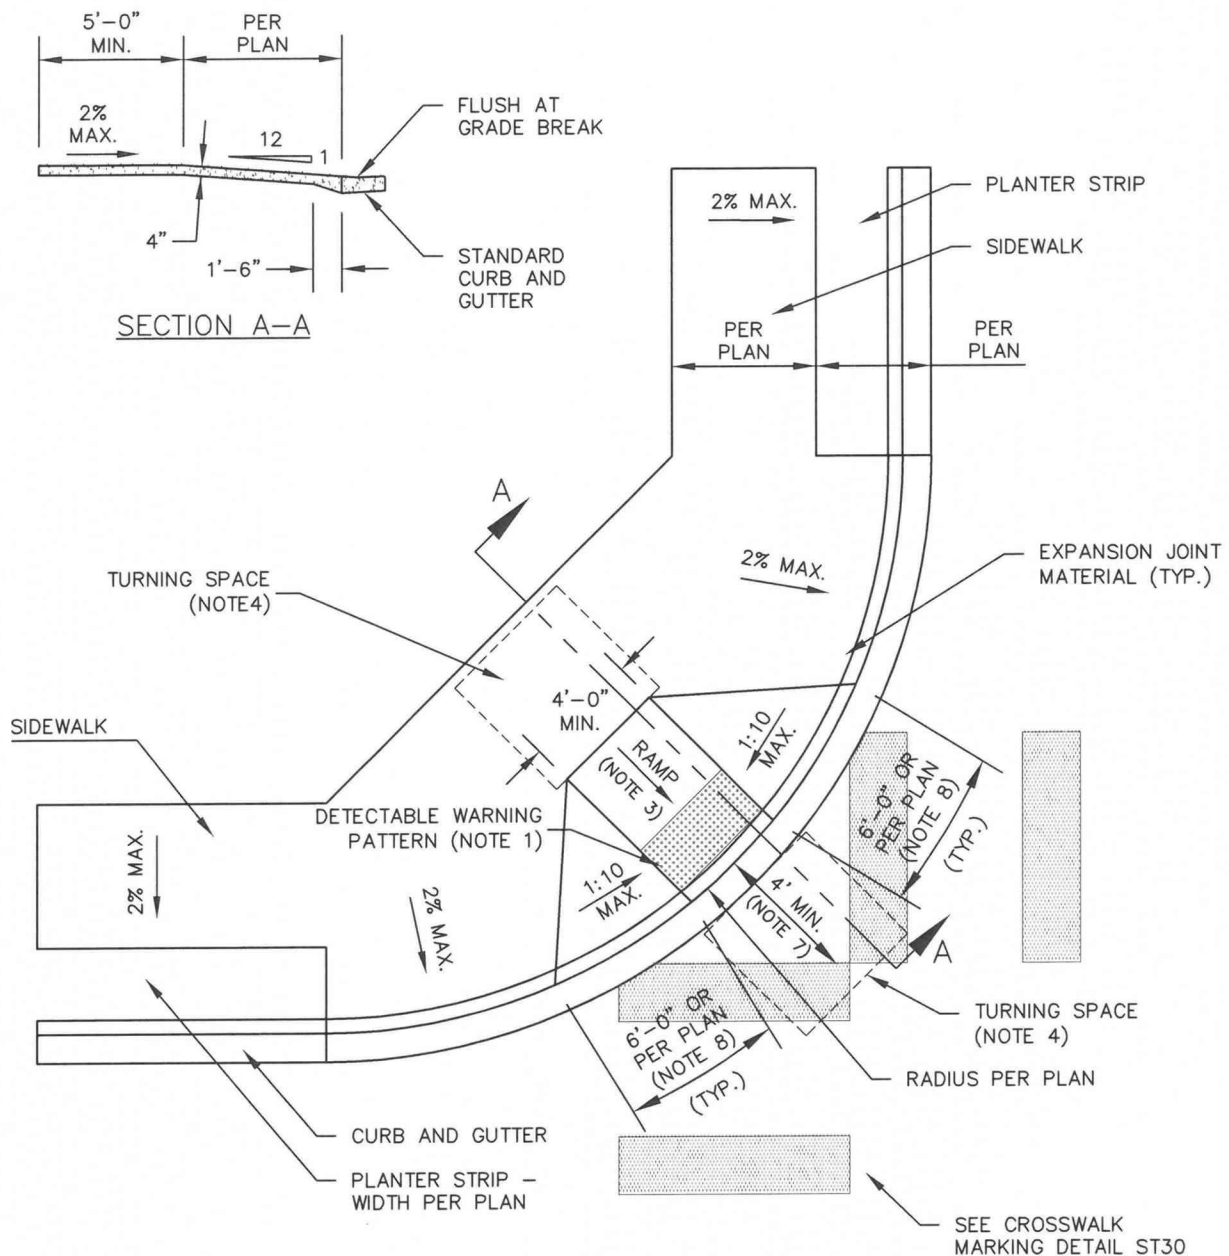 5'-0"
MIN.
PER
PLAN
2%
MAX.
12
1
FLUSH AT
GRADE BREAK
4"
1'-6"
STANDARD
CURB AND
GUTTER
SECTION A-A
2% MAX.
PLANTER STRIP
SIDEWALK
PER
PLAN
PER
PLAN
A
TURNING SPACE
(NOTE4)
2% MAX.
EXPANSION JOINT
MATERIAL (TYP.)
4'-0"
MIN.
SIDEWALK
RAMP
(NOTE 3)
1:10
MAX.
6'-0" OR
PER PLAN
(NOTE 8)
(TYP.)
DETECTABLE WARNING
PATTERN (NOTE 1)
2% MAX.
2% MAX.
1:10
MAX.
4' MIN.
(NOTE 7)
A
6'-0" OR
PER PLAN
(NOTE 8)
(TYP.)
TURNING SPACE
(NOTE 4)
RADIUS PER PLAN
CURB AND GUTTER
PLANTER STRIP -
WIDTH PER PLAN
SEE CROSSWALK
MARKING DETAIL ST30